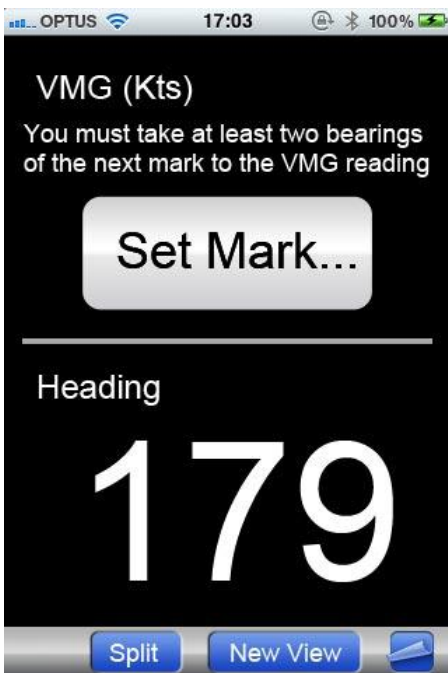 OPTUS 17:03 100%
VMG (Kts)
You must take at least two bearings
of the next mark to the VMG reading
Set Mark...
Heading
179
Split New View